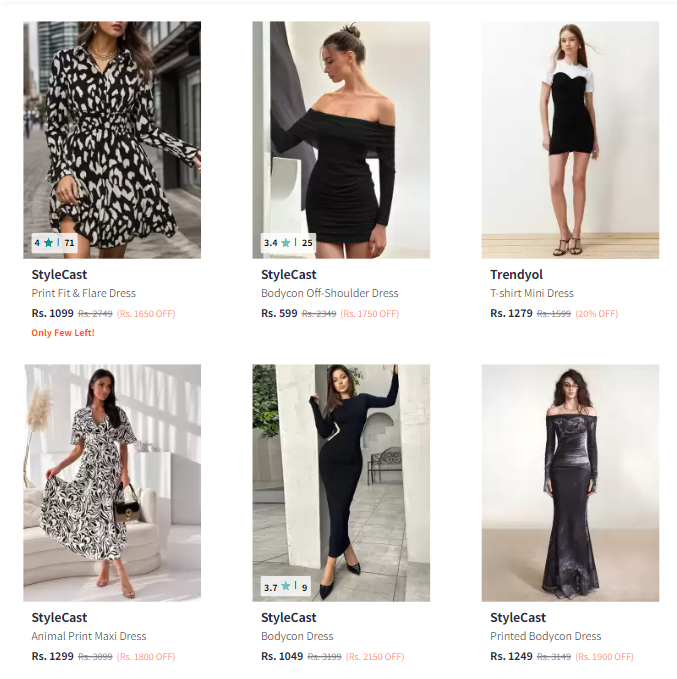 4 ★ | 71
3.4 ★ | 25
StyleCast
Print Fit & Flare Dress
Rs. 1099 Rs. 2749 (Rs. 1650 OFF)
Only Few Left!
StyleCast
Bodycon Off-Shoulder Dress
Rs. 599 Rs. 2349 (Rs. 1750 OFF)
Trendyol
T-shirt Mini Dress
Rs. 1279 Rs. 1599 (20% OFF)
3.7 ★ | 9
StyleCast
Animal Print Maxi Dress
Rs. 1299 Rs. 3099 (Rs. 1800 OFF)
StyleCast
Bodycon Dress
Rs. 1049 Rs. 3199 (Rs. 2150 OFF)
StyleCast
Printed Bodycon Dress
Rs. 1249 Rs. 3149 (Rs. 1900 OFF)